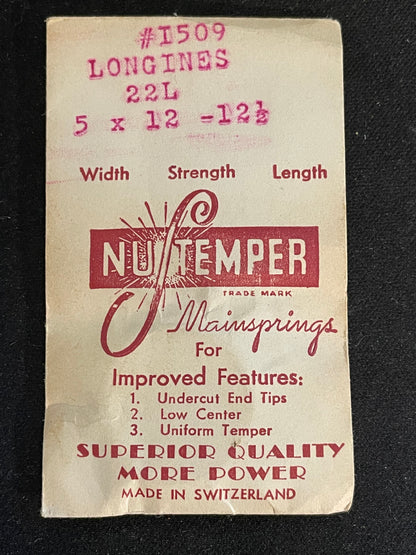 #1509
LONGINES
22L
5 x 12 -12½
Width Strength Length
NU S TEMPER
TRADE MARK
Mainsprings
For
Improved Features:
1. Undercut End Tips
2. Low Center
3. Uniform Temper
SUPERIOR QUALITY
MORE POWER
MADE IN SWITZERLAND